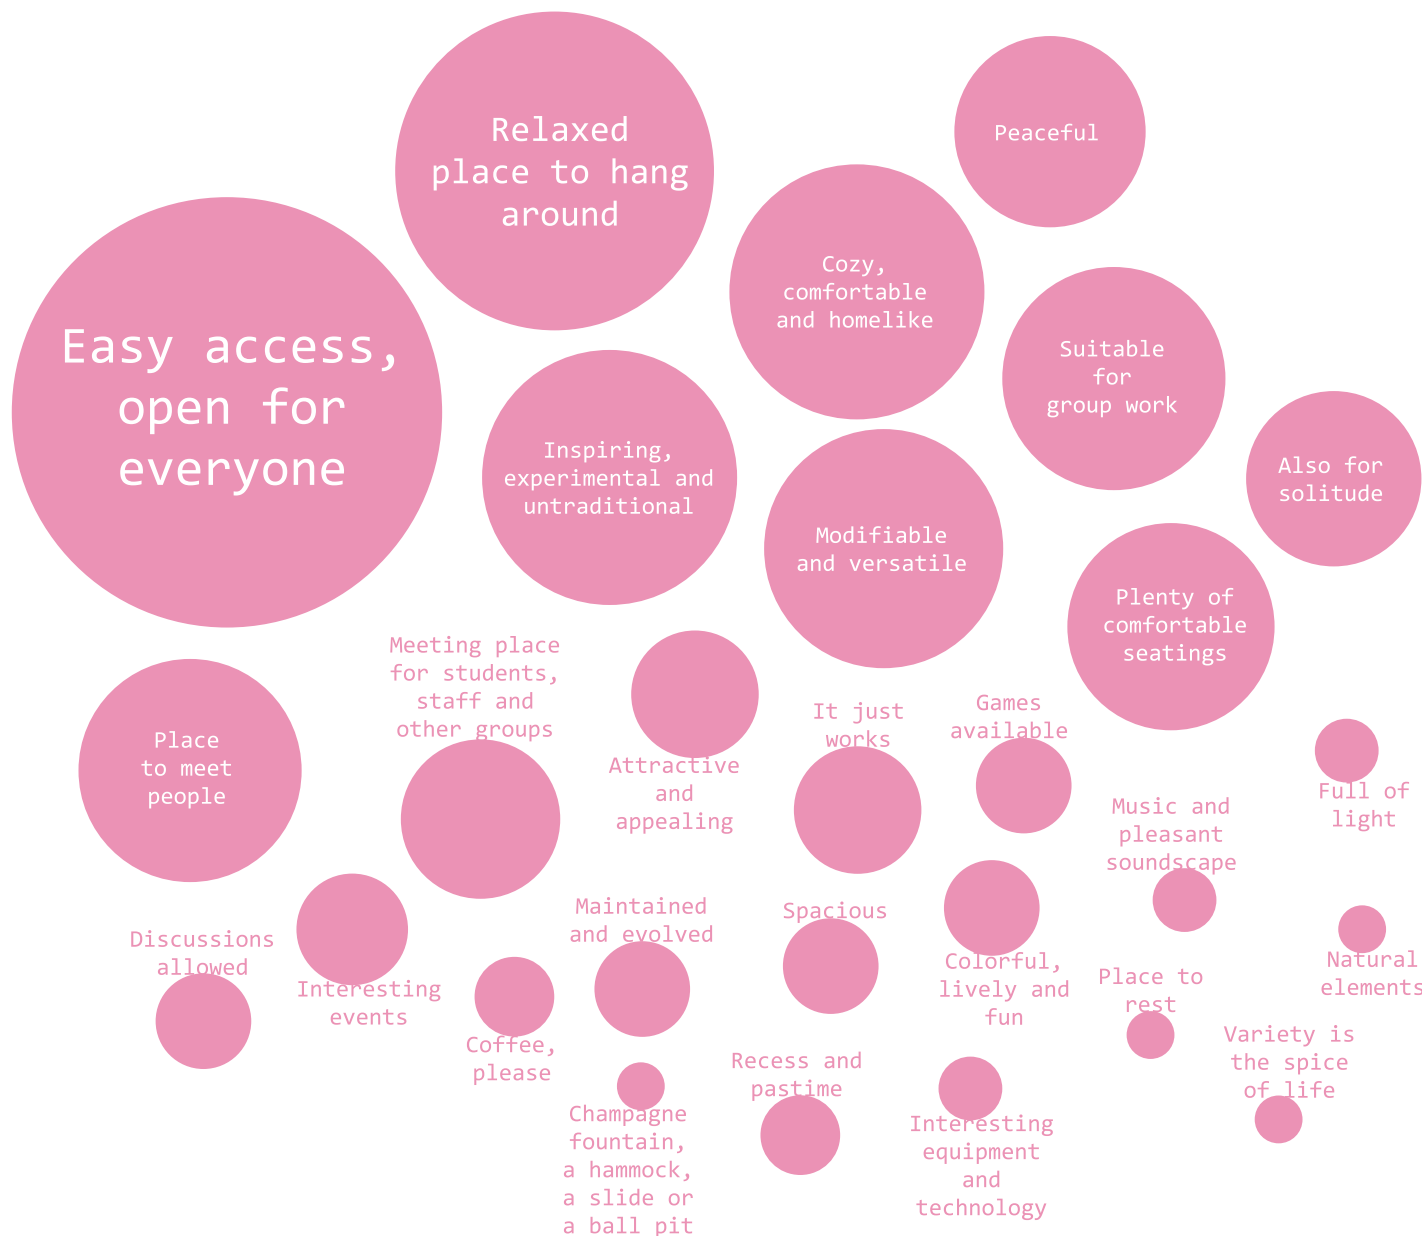 Relaxed
place to hang
around
Peaceful
Cozy,
comfortable
and homelike
Easy access,
open for
everyone
Suitable
for
group work
Inspiring,
experimental and
untraditional
Also for
solitude
Modifiable
and versatile
Plenty of
comfortable
seatings
Meeting place
for students,
staff and
other groups
Place
to meet
people
Attractive
and
appealing
It just
works
Games
available
Full of
light
Music and
pleasant
soundscape
Discussions
allowed
Interesting
events
Maintained
and evolved
Spacious
Colorful,
lively and
fun
Natural
elements
Place to
rest
Coffee,
please
Variety is
the spice
of life
Recess and
pastime
Champagne
fountain,
a hammock,
a slide or
a ball pit
Interesting
equipment
and
technology